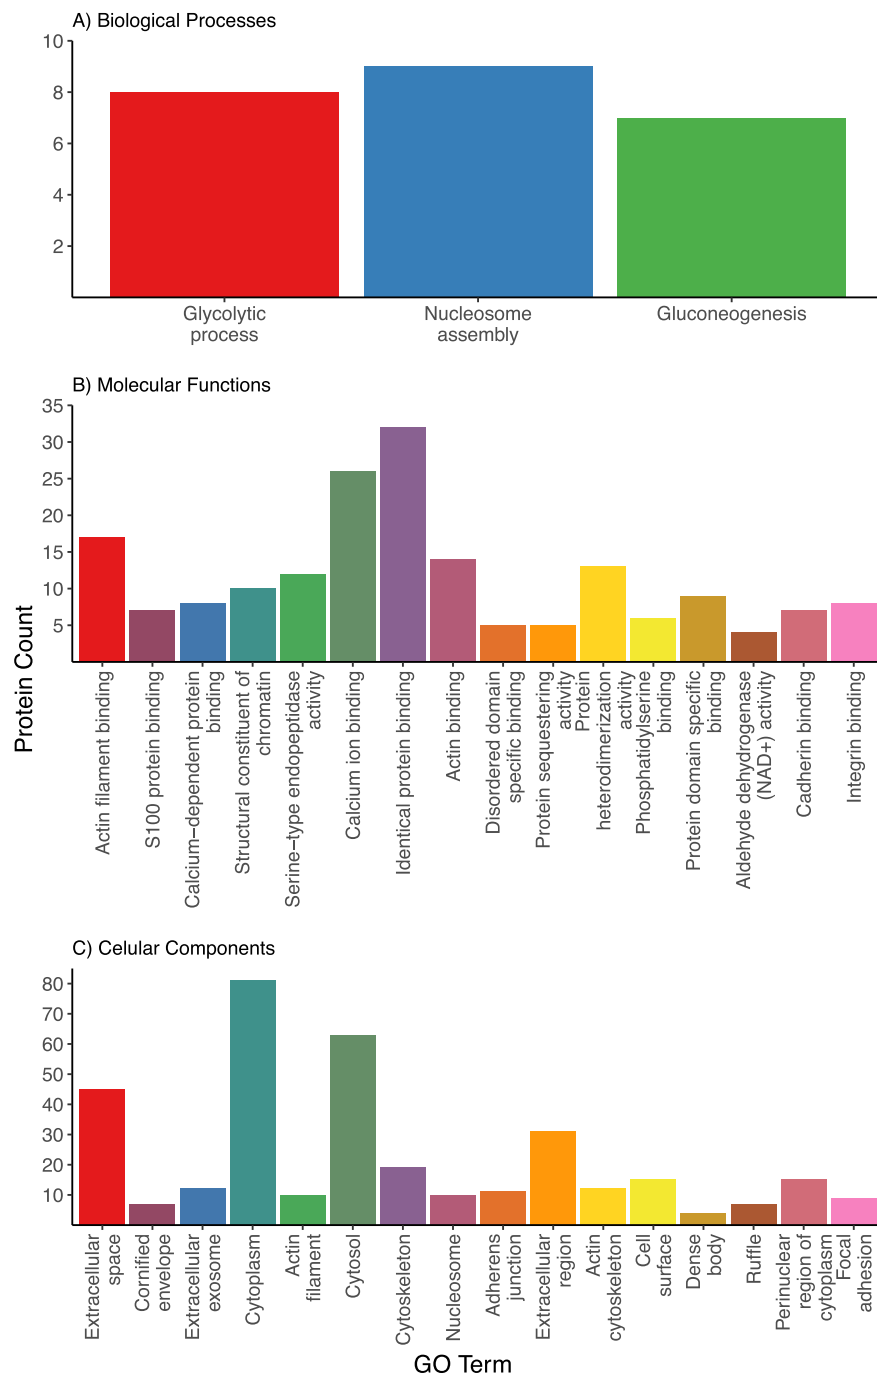 A) Biological Processes
10
8
6
4
2
Glycolytic
process
Nucleosome
assembly
Gluconeogenesis
B) Molecular Functions
35
30
25
20
15
10
5
Protein Count
Actin filament binding
S100 protein binding
Calcium−dependent protein
binding
Structural constituent of
chromatin
Serine−type endopeptidase
activity
Calcium ion binding
Identical protein binding
Actin binding
Disordered domain
specific binding
Protein sequestering
activity
Protein
heterodimerization
activity
Phosphatidylserine
binding
Protein domain specific
binding
Aldehyde dehydrogenase
(NAD+) activity
Cadherin binding
Integrin binding
C) Celular Components
80
70
60
50
40
30
20
10
Extracellular
space
Cornified
envelope
Extracellular
exosome
Cytoplasm
Actin
filament
Cytosol
Cytoskeleton
Nucleosome
Adherens
junction
Extracellular
region
Actin
cytoskeleton
Cell
surface
Dense
body
Ruffle
Perinuclear
region of
cytoplasm
Focal
adhesion
GO Term